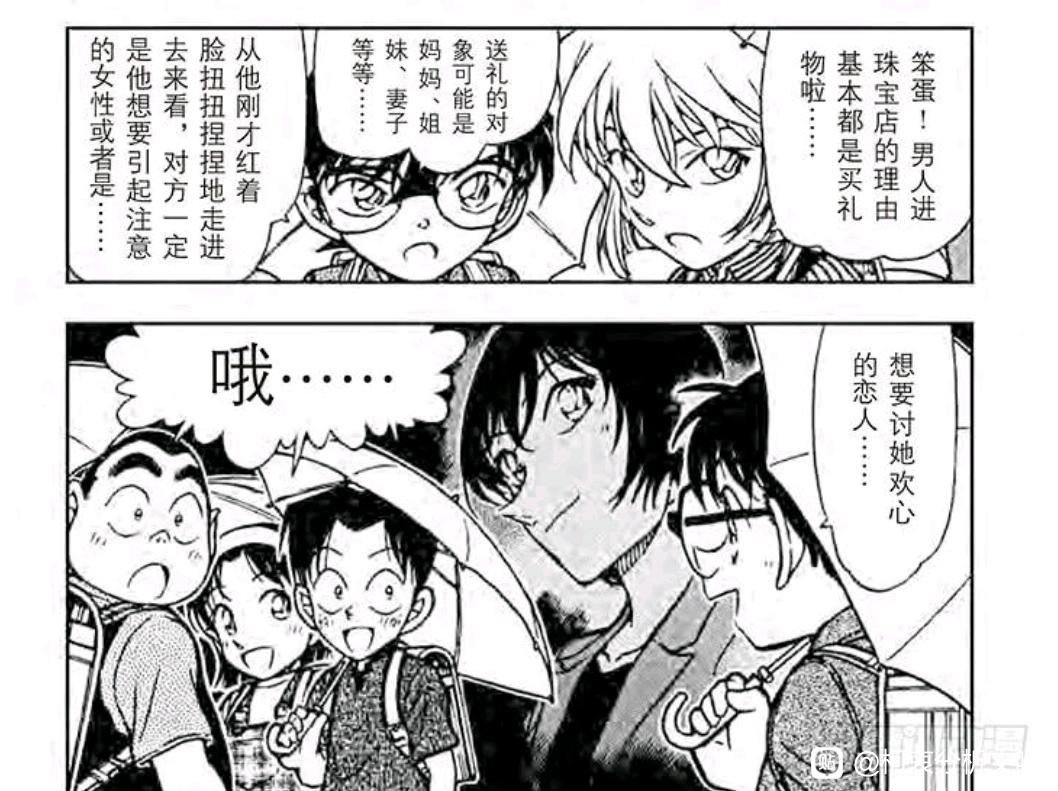 笨蛋！男人进
珠宝店的理由
基本都是买礼
物啦……
送礼的对
象可能是
妈妈、姐
妹、妻子
等等……
从他刚才红着
脸扭扭捏捏地走进
去来看，对方一定
是他想要引起注意
的女性或者是……
想要讨她欢心
的恋人……
哦……
贴